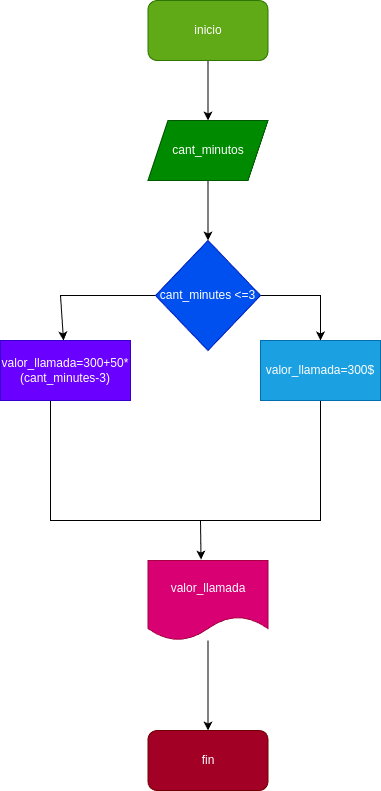 inicio
cant_minutos
cant_minutes <=3
valor_llamada=300+50*
(cant_minutes-3)
valor_llamada=300$
valor_llamada
fin